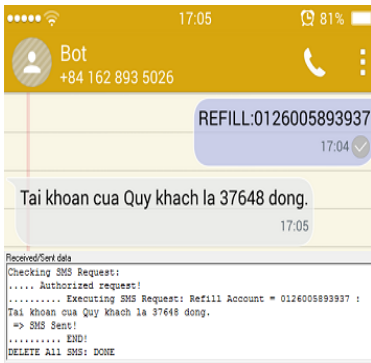 17:05
81%
Bot
+84 162 893 5026
REFILL:0126005893937
17:04
Tai khoan cua Quy khach la 37648 dong.
17:05
Received/Sent data
Checking SMS Request:
..... Authorized request!
.......... Executing SMS Request: Refill Account = 0126005893937 :
Tai khoan cua Quy khach la 37648 dong.
=> SMS Sent!
.......... END!
DELETE All SMS: DONE